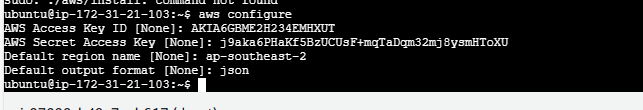 sudo: ./aws/install: command not found
ubuntu@ip-172-31-21-103:~$ aws configure
AWS Access Key ID [None]: AKIA6GBME2H234EMHXUT
AWS Secret Access Key [None]: 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
Default region name [None]: ap-southeast-2
Default output format [None]: json
ubuntu@ip-172-31-21-103:~$